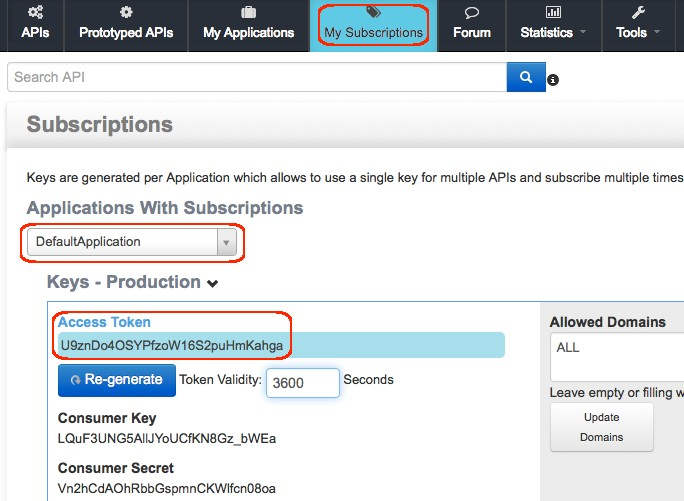 APIs Prototyped APIs My Applications My Subscriptions Forum Statistics Tools
Search API
Subscriptions
Keys are generated per Application which allows to use a single key for multiple APIs and subscribe multiple times
Applications With Subscriptions
DefaultApplication
Keys - Production
Access Token
U9znDo4OSYPfzoW16S2puHmKahga
Re-generate Token Validity: 3600 Seconds
Consumer Key
LQuF3UNG5AllJYoUCfKN8Gz_bWEa
Consumer Secret
Vn2hCdAOhRbbGspmnCKWlfcn08oa
Allowed Domains
ALL
Leave empty or filling w
Update
Domains